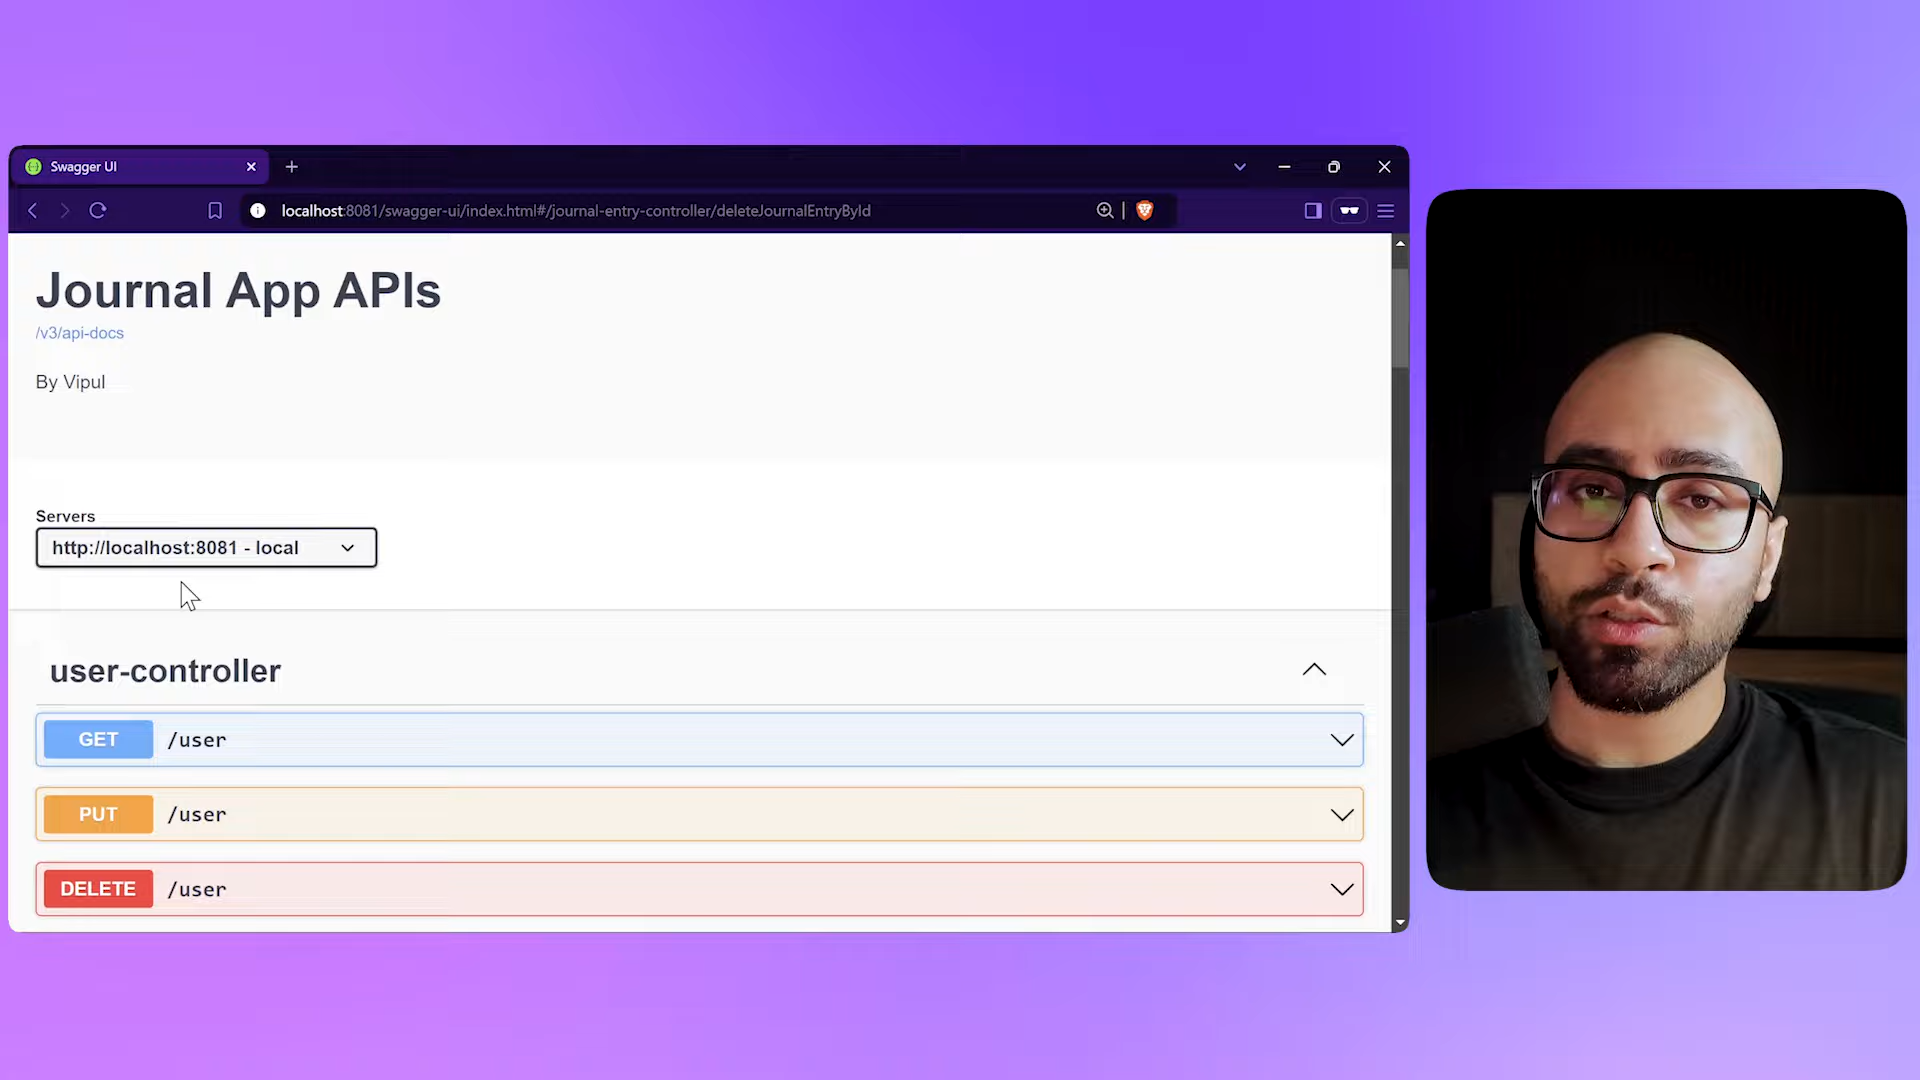 Swagger UI
localhost:8081/swagger-ui/index.html#/journal-entry-controller/deleteJournalEntryById
Journal App APIs
/v3/api-docs
By Vipul
Servers
http://localhost:8081 - local
user-controller
GET /user
PUT /user
DELETE /user